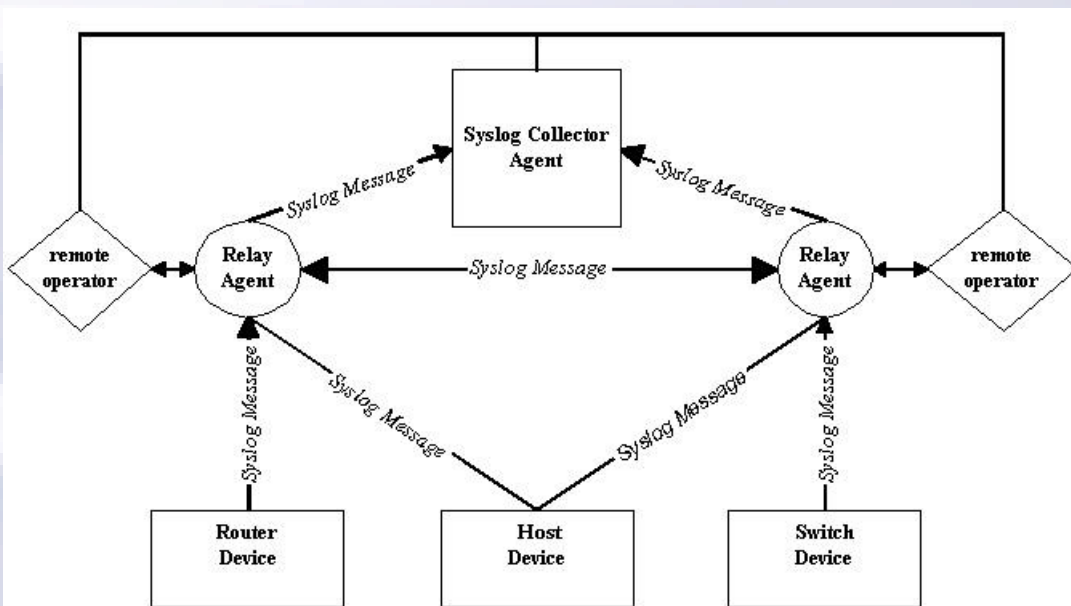 Syslog Collector
Agent
Syslog Message
Syslog Message
remote
operator
Relay
Agent
Syslog Message
Relay
Agent
remote
operator
Syslog Message
Syslog Message
Syslog Message
Syslog Message
Router
Device
Host
Device
Switch
Device